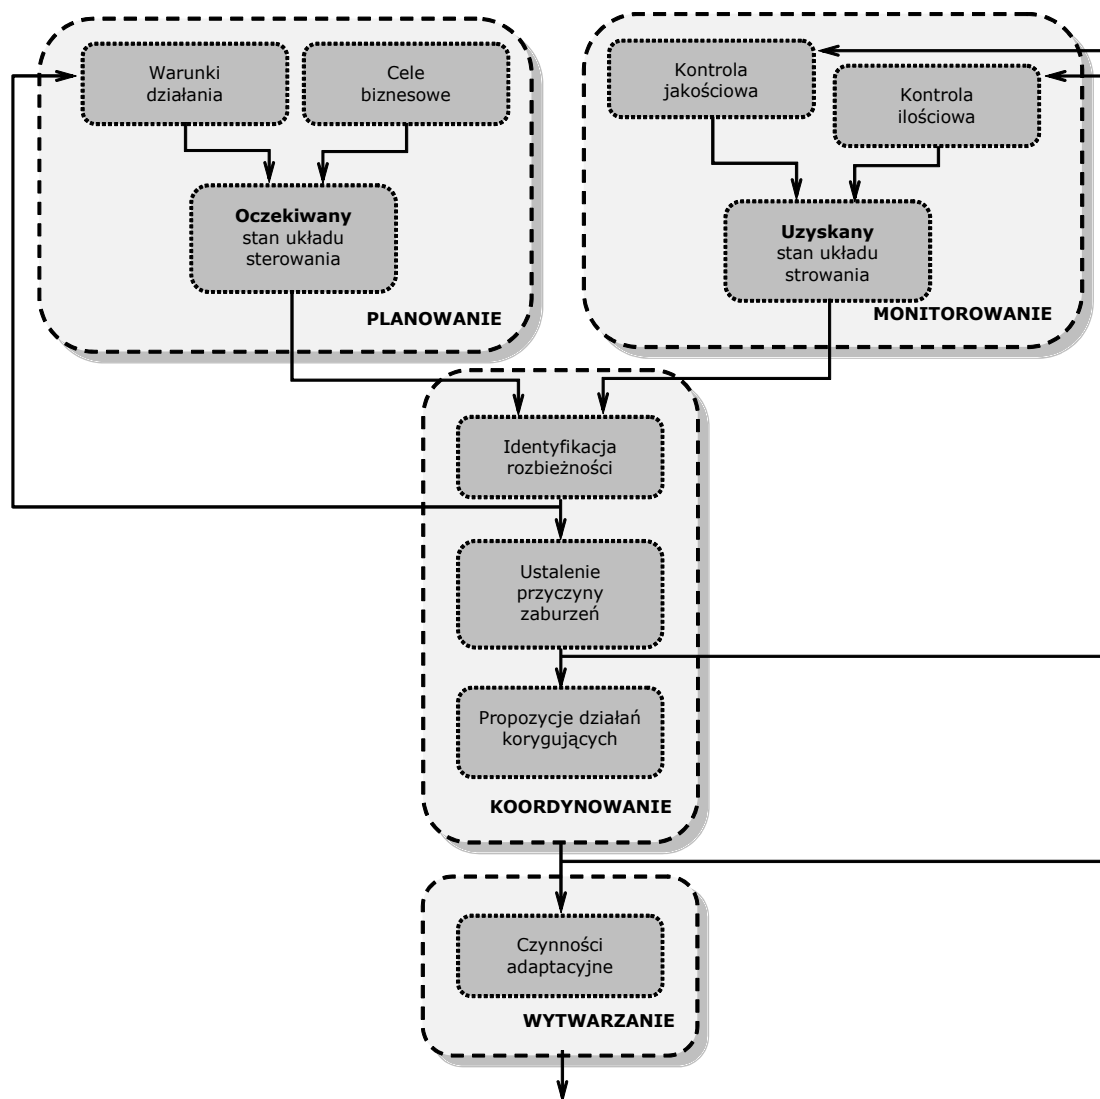 Warunki
działania
Cele
biznesowe
Oczekiwany
stan układu
sterowania
PLANOWANIE
Kontrola
jakościowa
Kontrola
ilościowa
Uzyskany
stan układu
strowania
MONITOROWANIE
Identyfikacja
rozbieżności
Ustalenie
przyczyny
zaburzeń
Propozycje działań
korygujących
KOORDYNOWANIE
Czynności
adaptacyjne
WYTWARZANIE